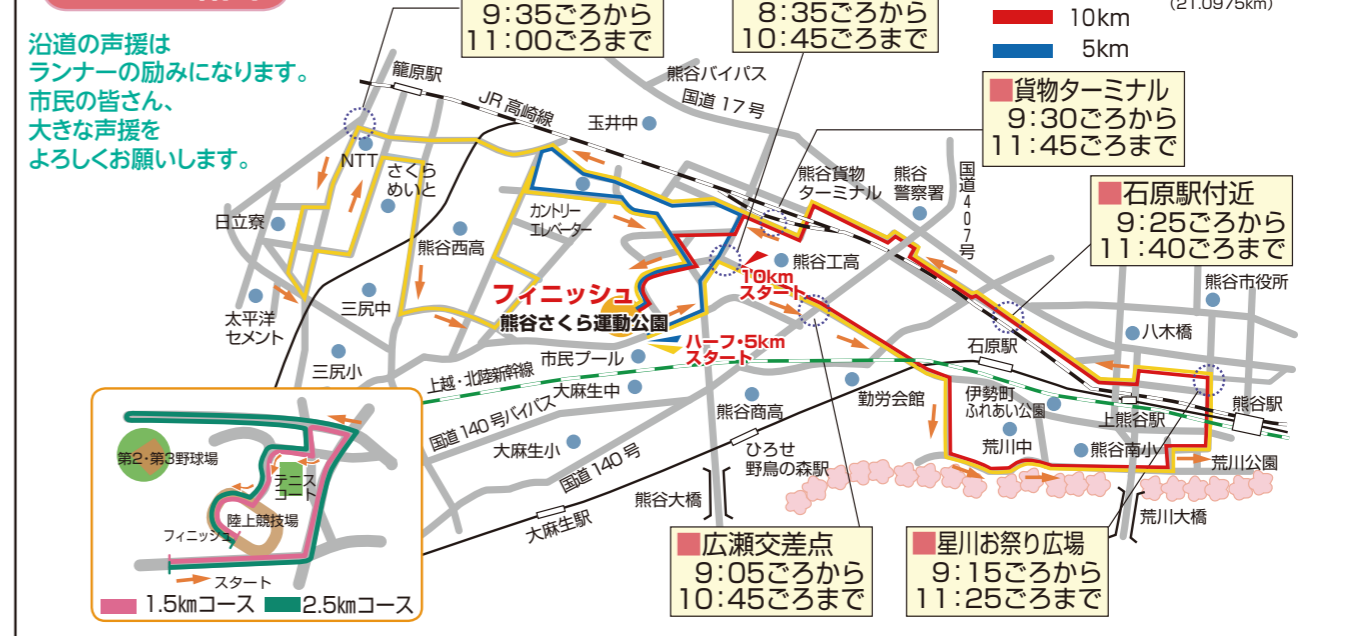 9:35ごろから
11:00ごろまで
8:35ごろから
10:45ごろまで
(21.0975km)
10km
5km
沿道の声援は
ランナーの励みになります。
市民の皆さん、
大きな声援を
よろしくお願いします。
籠原駅
JR高崎線
熊谷バイパス
国道17号
玉井中
■貨物ターミナル
9:30ごろから
11:45ごろまで
NTT
さくら
めいと
熊谷貨物
ターミナル
熊谷
警察署
国道407号
■石原駅付近
9:25ごろから
11:40ごろまで
日立寮
カントリー
エレベーター
熊谷西高
熊谷工高
10km
スタート
熊谷市役所
太平洋
セメント
三尻中
フィニッシュ
熊谷さくら運動公園
ハーフ・5km
スタート
八木橋
石原駅
三尻小
市民プール
上越・北陸新幹線
大麻生中
国道140号バイパス
熊谷商高
勤労会館
伊勢町
ふれあい公園
上熊谷駅
熊谷駅
大麻生小
国道140号
ひろせ
野鳥の森駅
荒川中
熊谷南小
荒川公園
熊谷大橋
大麻生駅
荒川大橋
第2・第3野球場
テニス
コート
陸上競技場
フィニッシュ
スタート
1.5kmコース
2.5kmコース
■広瀬交差点
9:05ごろから
10:45ごろまで
■星川お祭り広場
9:15ごろから
11:25ごろまで